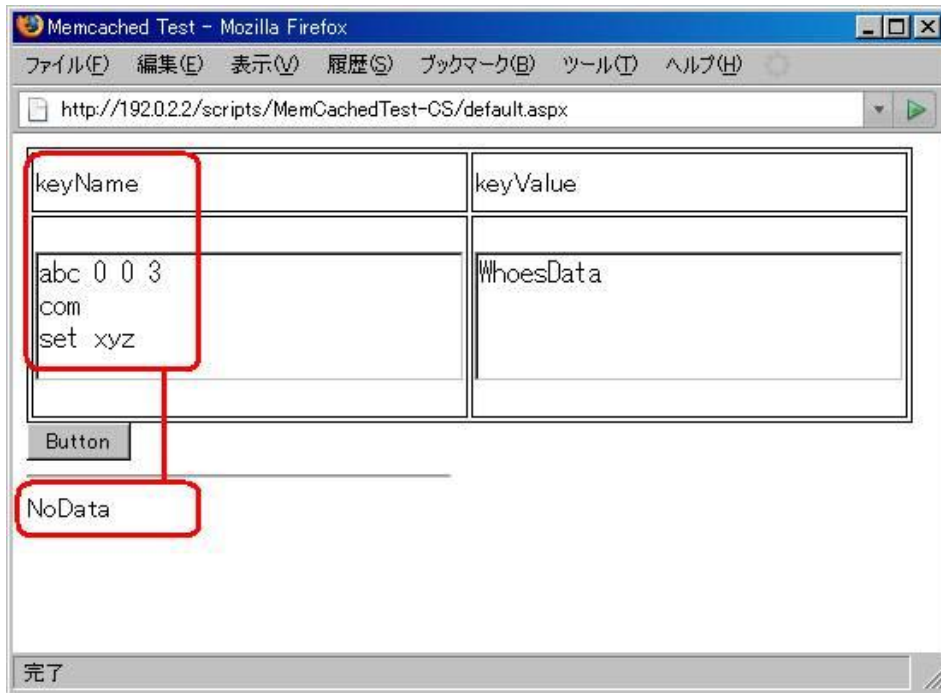 Memcached Test - Mozilla Firefox
ファイル(F) 編集(E) 表示(V) 履歴(S) ブックマーク(B) ツール(T) ヘルプ(H)
http://192.0.2.2/scripts/MemCachedTest-CS/default.aspx
keyName keyValue
abc 0 0 3 WhoesData
com
set xyz
Button
NoData
完了